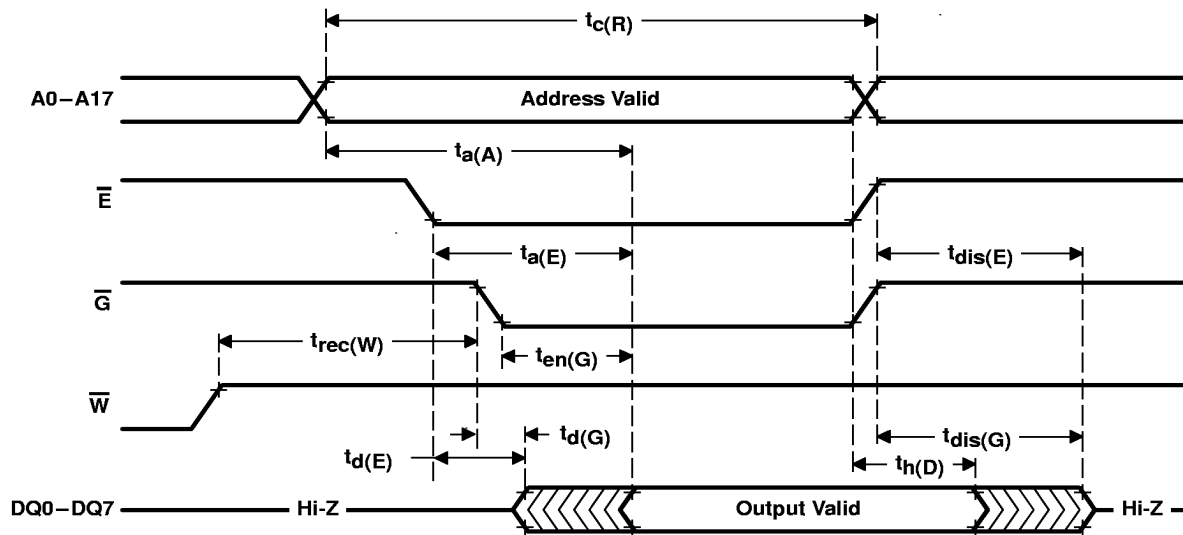 tc(R)
A0–A17
Address Valid
ta(A)
E
ta(E)
tdis(E)
G
trec(W)
ten(G)
W
td(G)
tdis(G)
td(E)
th(D)
DQ0–DQ7
Hi-Z
Output Valid
Hi-Z